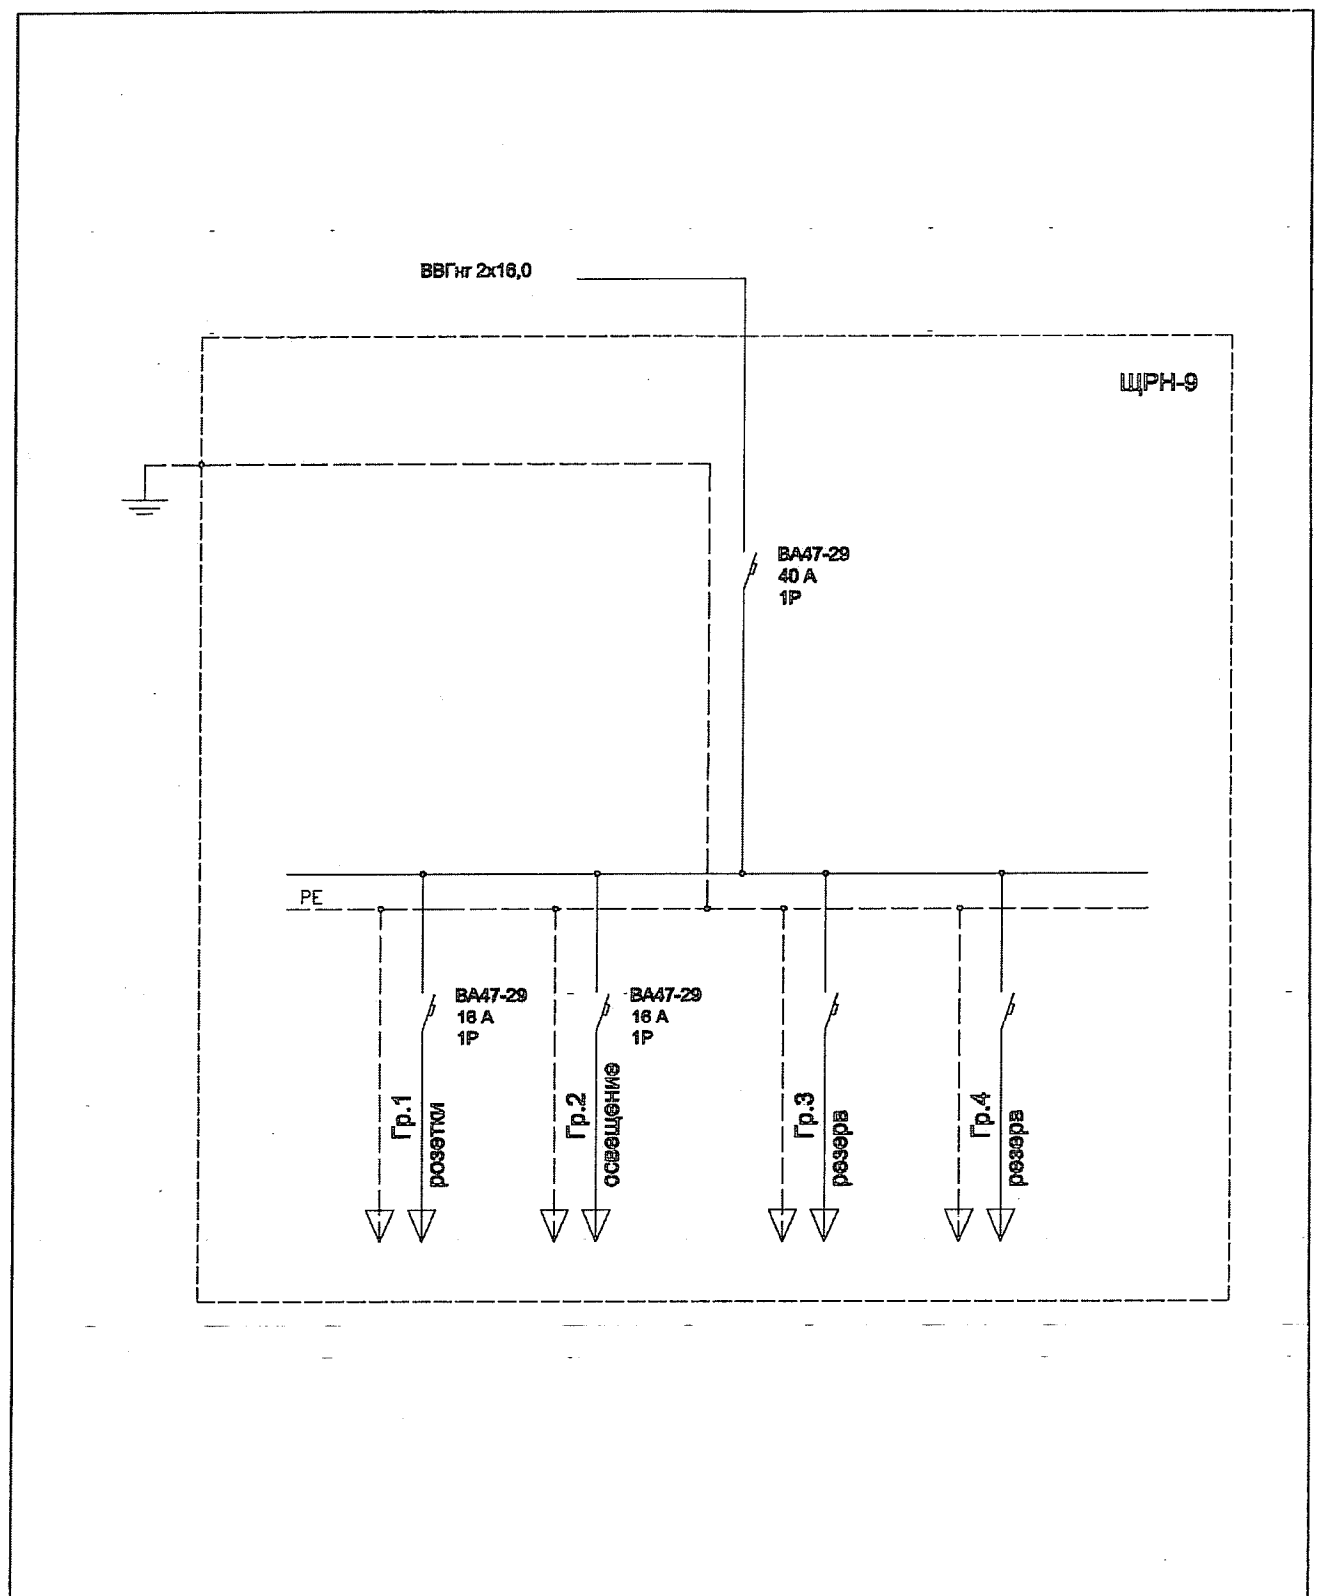 ВВГнг 2х16,0
ЩРН-9
ВА47-29
40 А
1Р
PE
ВА47-29
16 А
1Р
ВА47-29
16 А
1Р
Гр.1
розетки
Гр.2
освещение
Гр.3
резерв
Гр.4
резерв